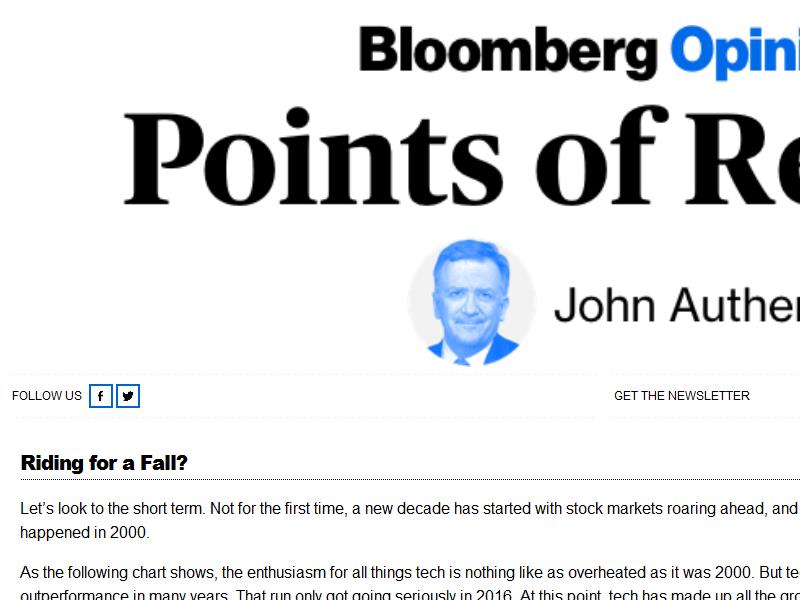 Bloomberg Opini
Points of Re
John Auther
FOLLOW US
GET THE NEWSLETTER
Riding for a Fall?
Let’s look to the short term. Not for the first time, a new decade has started with stock markets roaring ahead, and
happened in 2000.
As the following chart shows, the enthusiasm for all things tech is nothing like as overheated as it was 2000. But te
outperformance in many years. That run only got going seriously in 2016. At this point, tech has made up all the gro